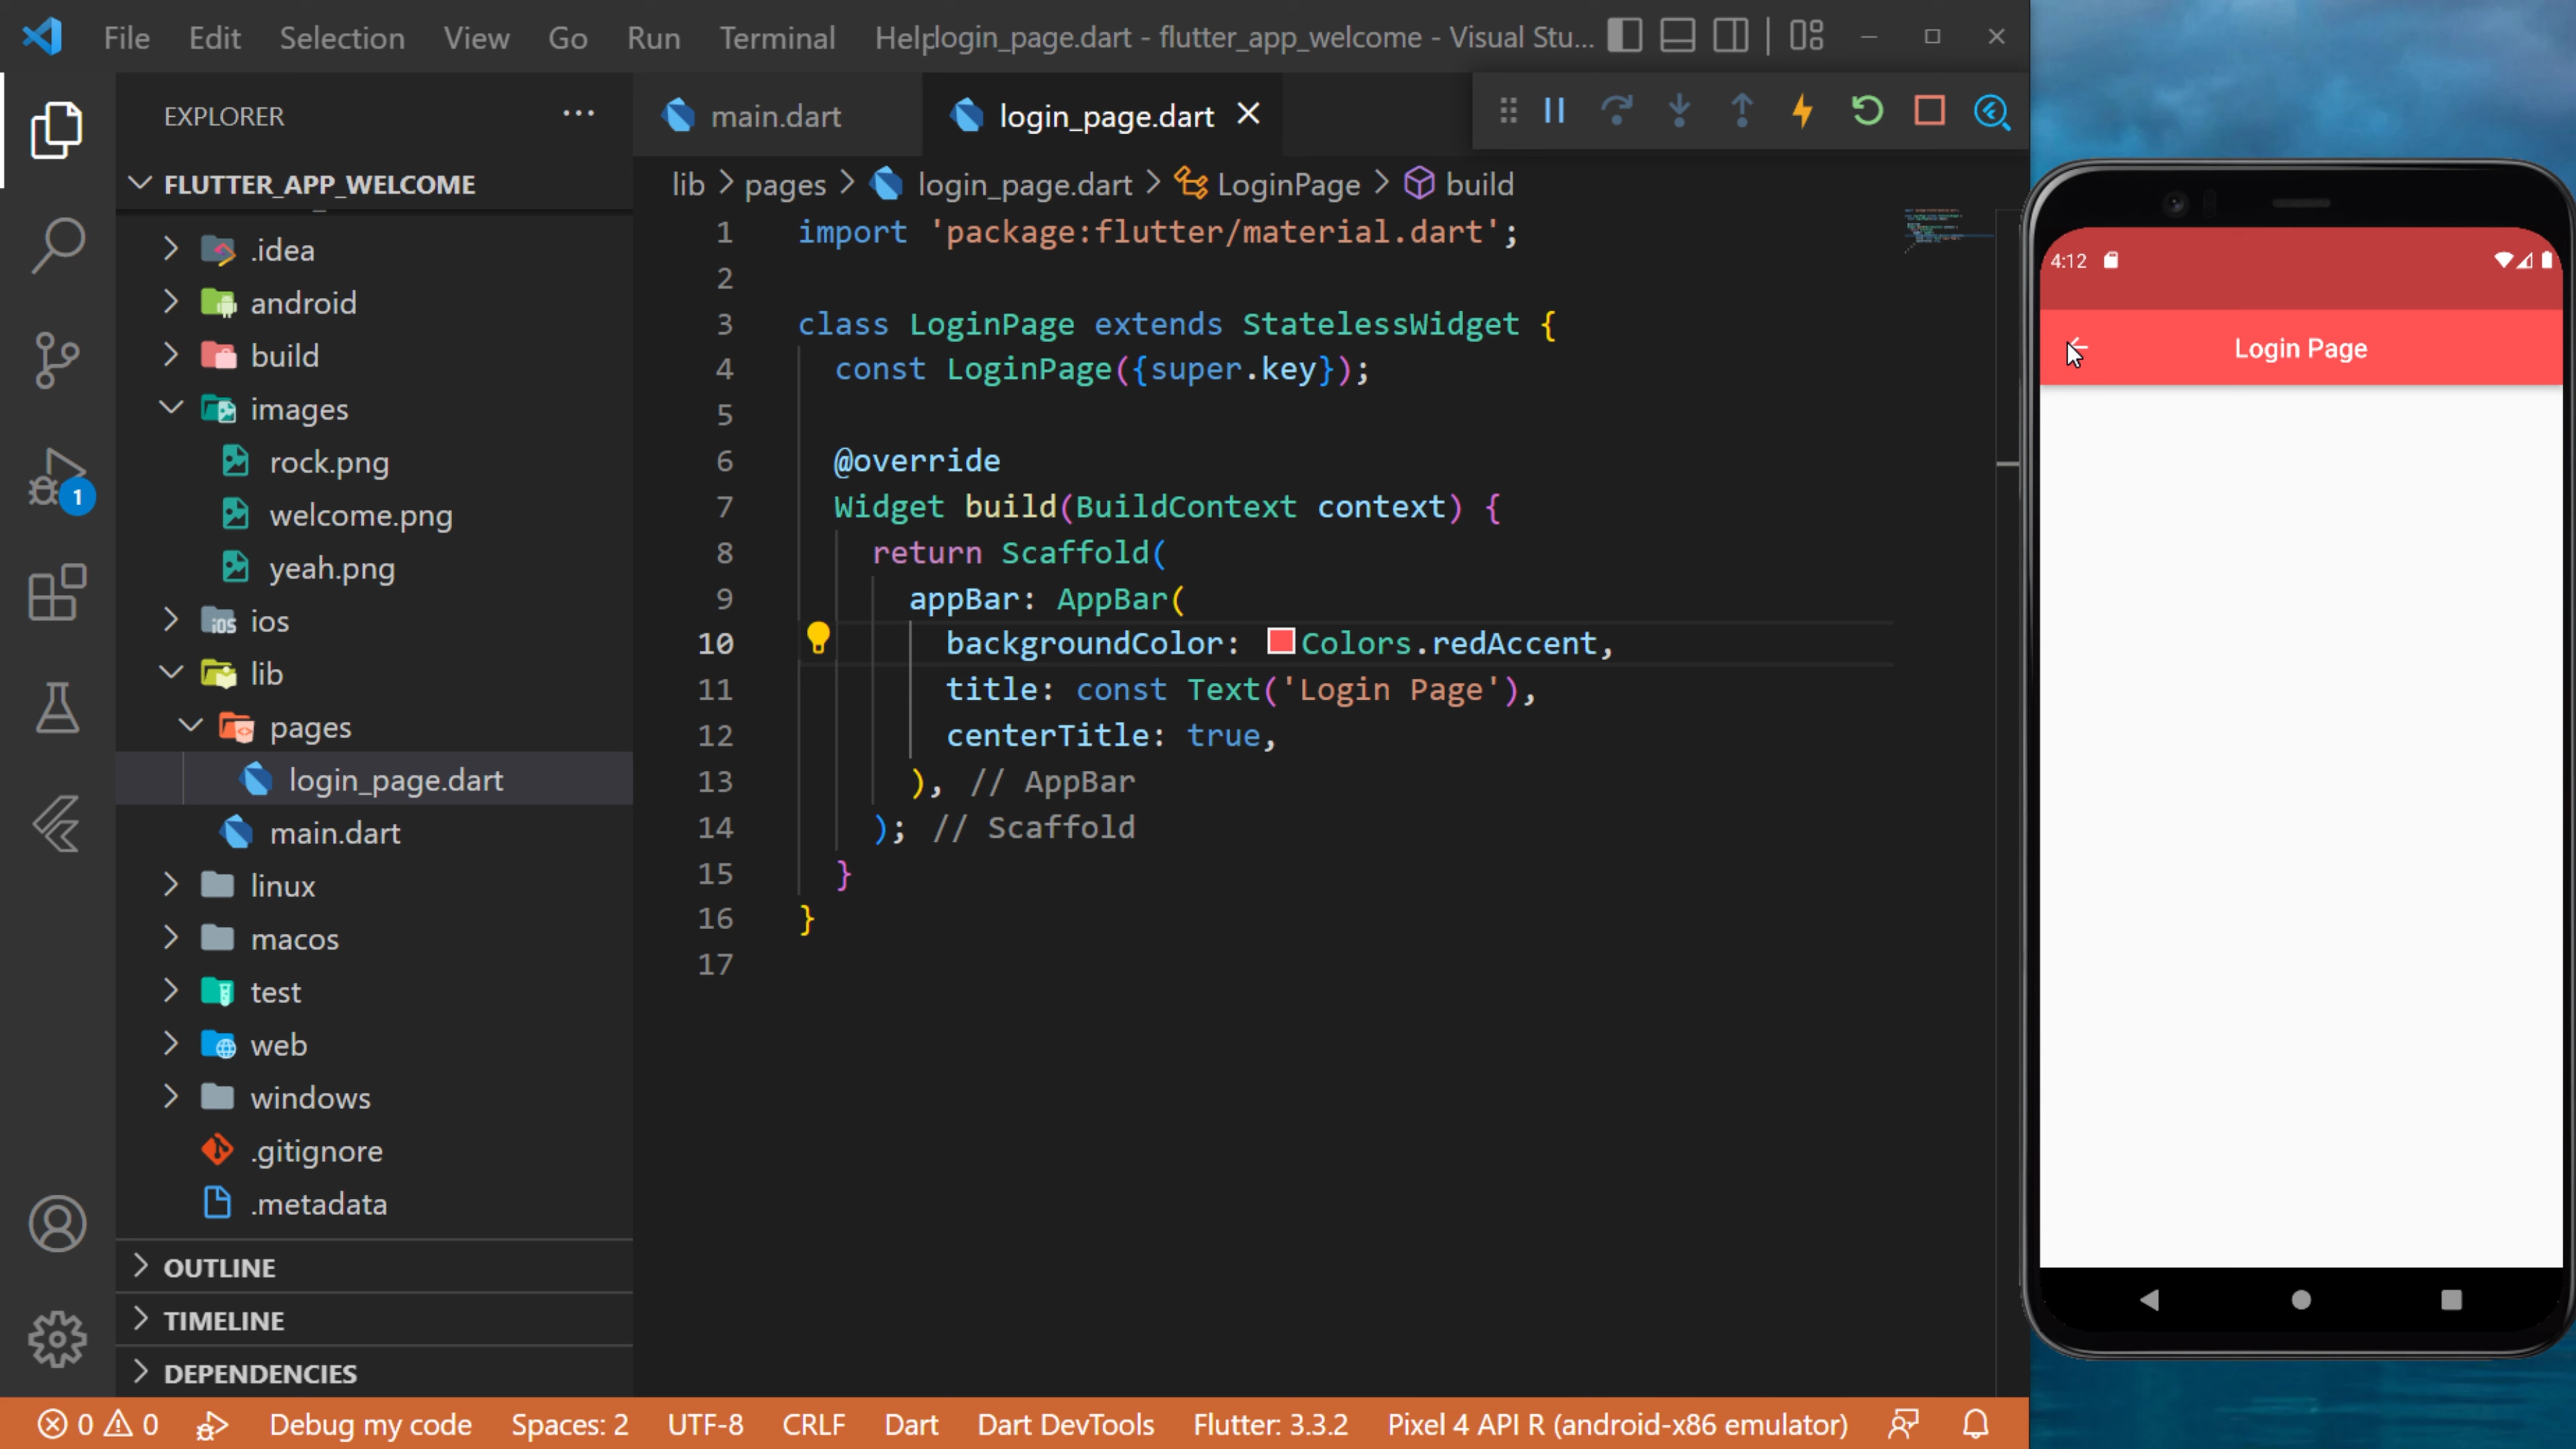 File Edit Selection View Go Run Terminal Help login_page.dart - flutter_app_welcome - Visual Stu...
EXPLORER
FLUTTER_APP_WELCOME
.idea
android
build
images
rock.png
welcome.png
yeah.png
ios
lib
pages
login_page.dart
main.dart
linux
macos
test
web
windows
.gitignore
.metadata
OUTLINE
TIMELINE
DEPENDENCIES
1
main.dart login_page.dart
lib > pages > login_page.dart > LoginPage > build
1 import 'package:flutter/material.dart';
2
3 class LoginPage extends StatelessWidget {
4 const LoginPage({super.key});
5
6 @override
7 Widget build(BuildContext context) {
8 return Scaffold(
9 appBar: AppBar(
10 backgroundColor: Colors.redAccent,
11 title: const Text('Login Page'),
12 centerTitle: true,
13 ), // AppBar
14 ); // Scaffold
15 }
16 }
17
4:12
Login Page
0 0 Debug my code Spaces: 2 UTF-8 CRLF Dart Dart DevTools Flutter: 3.3.2 Pixel 4 API R (android-x86 emulator)